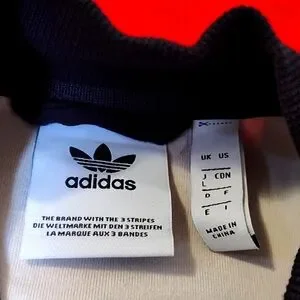 adidas
THE BRAND WITH THE 3 STRIPES
DIE WELTMARKE MIT DEN 3 STREIFEN
LA MARQUE AUX 3 BANDES
UK US
J CDN
L
D F
E I
MADE IN
CHINA